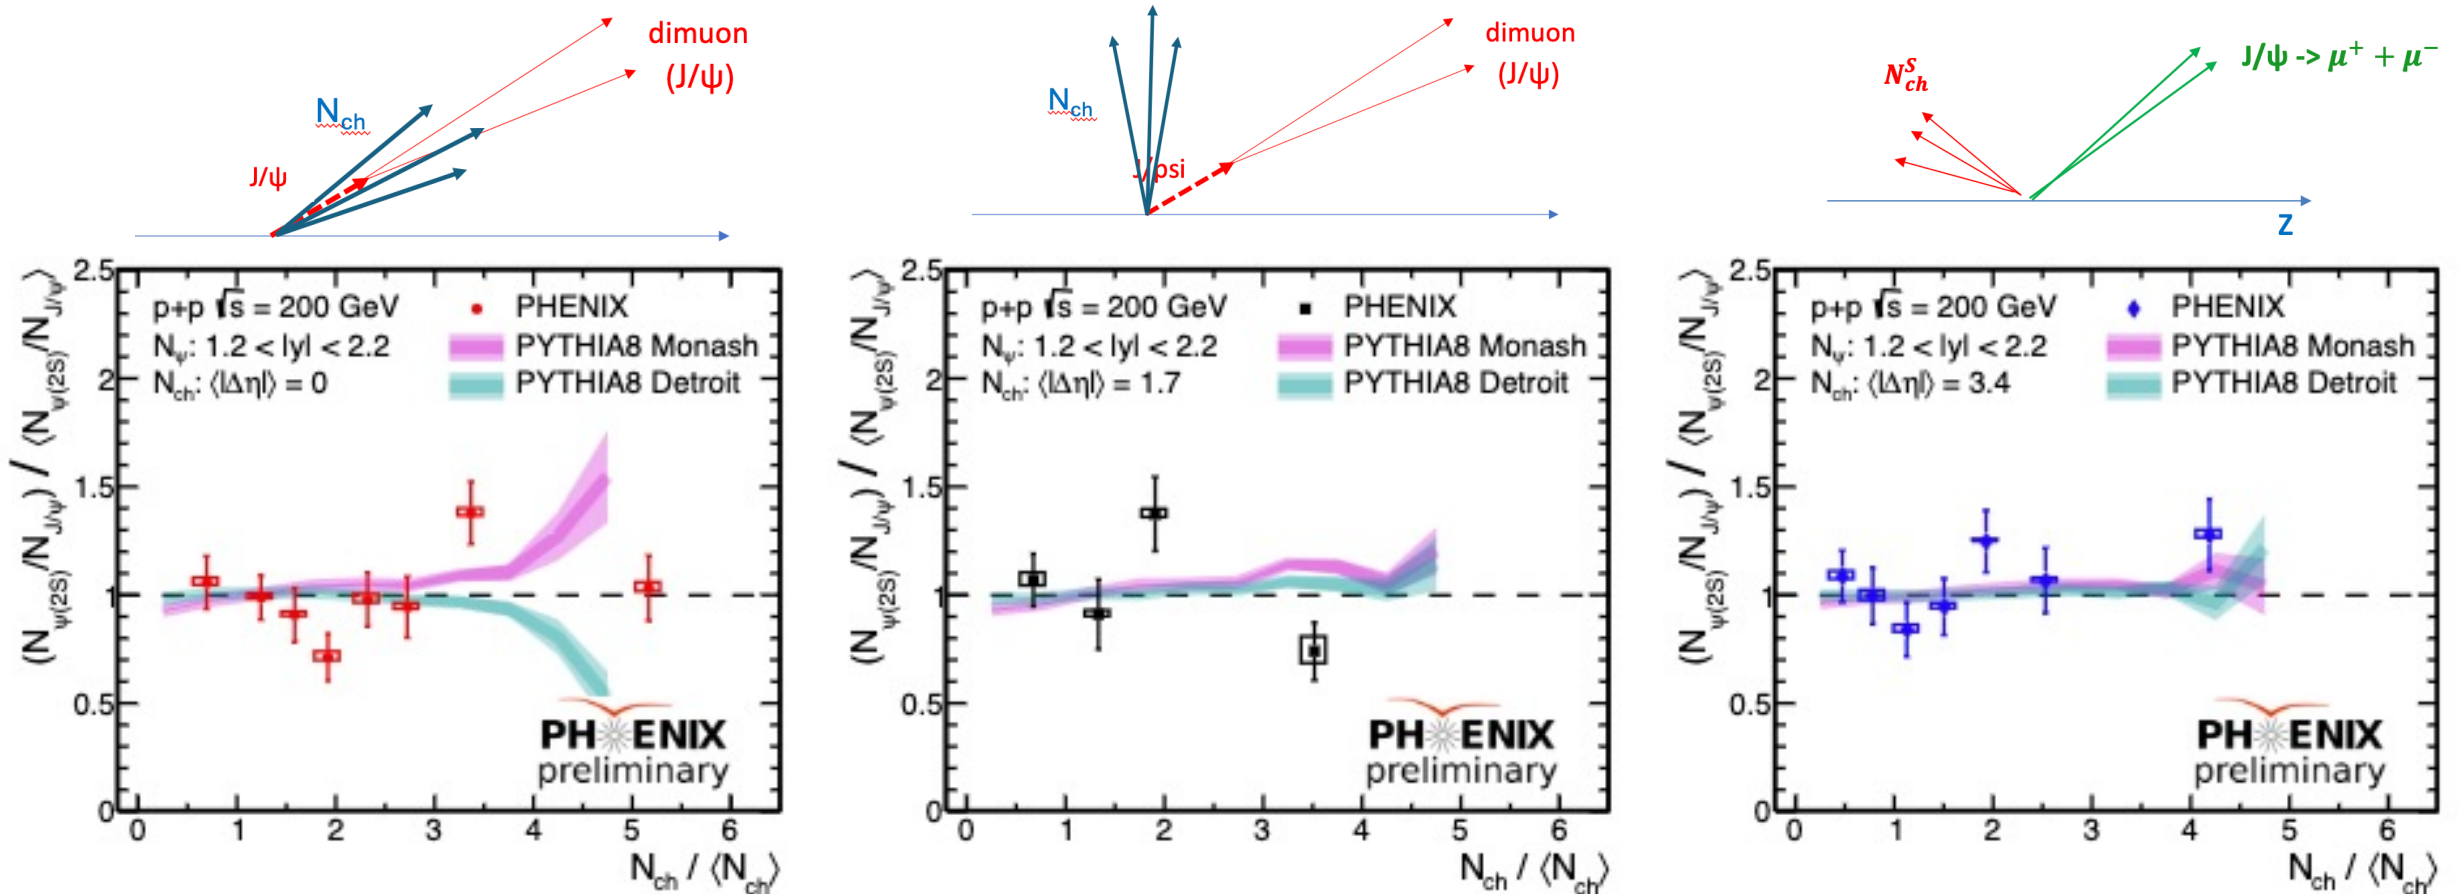 dimuon
(J/ψ)
N_ch
J/ψ
dimuon
(J/ψ)
N_ch
J/psi
N_ch^S
J/ψ -> μ⁺ + μ⁻
Z
(N_ψ(2S)/N_J/ψ) / ⟨N_ψ(2S)/N_J/ψ⟩
2.5
2
1.5
1
0.5
0
p+p √s = 200 GeV
N_ψ: 1.2 < |y| < 2.2
N_ch: ⟨|Δη|⟩ = 0
PHENIX
PYTHIA8 Monash
PYTHIA8 Detroit
PHENIX
preliminary
0 1 2 3 4 5 6
N_ch / ⟨N_ch⟩
(N_ψ(2S)/N_J/ψ) / ⟨N_ψ(2S)/N_J/ψ⟩
2.5
2
1.5
1
0.5
0
p+p √s = 200 GeV
N_ψ: 1.2 < |y| < 2.2
N_ch: ⟨|Δη|⟩ = 1.7
PHENIX
PYTHIA8 Monash
PYTHIA8 Detroit
PHENIX
preliminary
0 1 2 3 4 5 6
N_ch / ⟨N_ch⟩
(N_ψ(2S)/N_J/ψ) / ⟨N_ψ(2S)/N_J/ψ⟩
2.5
2
1.5
1
0.5
0
p+p √s = 200 GeV
N_ψ: 1.2 < |y| < 2.2
N_ch: ⟨|Δη|⟩ = 3.4
PHENIX
PYTHIA8 Monash
PYTHIA8 Detroit
PHENIX
preliminary
0 1 2 3 4 5 6
N_ch / ⟨N_ch⟩